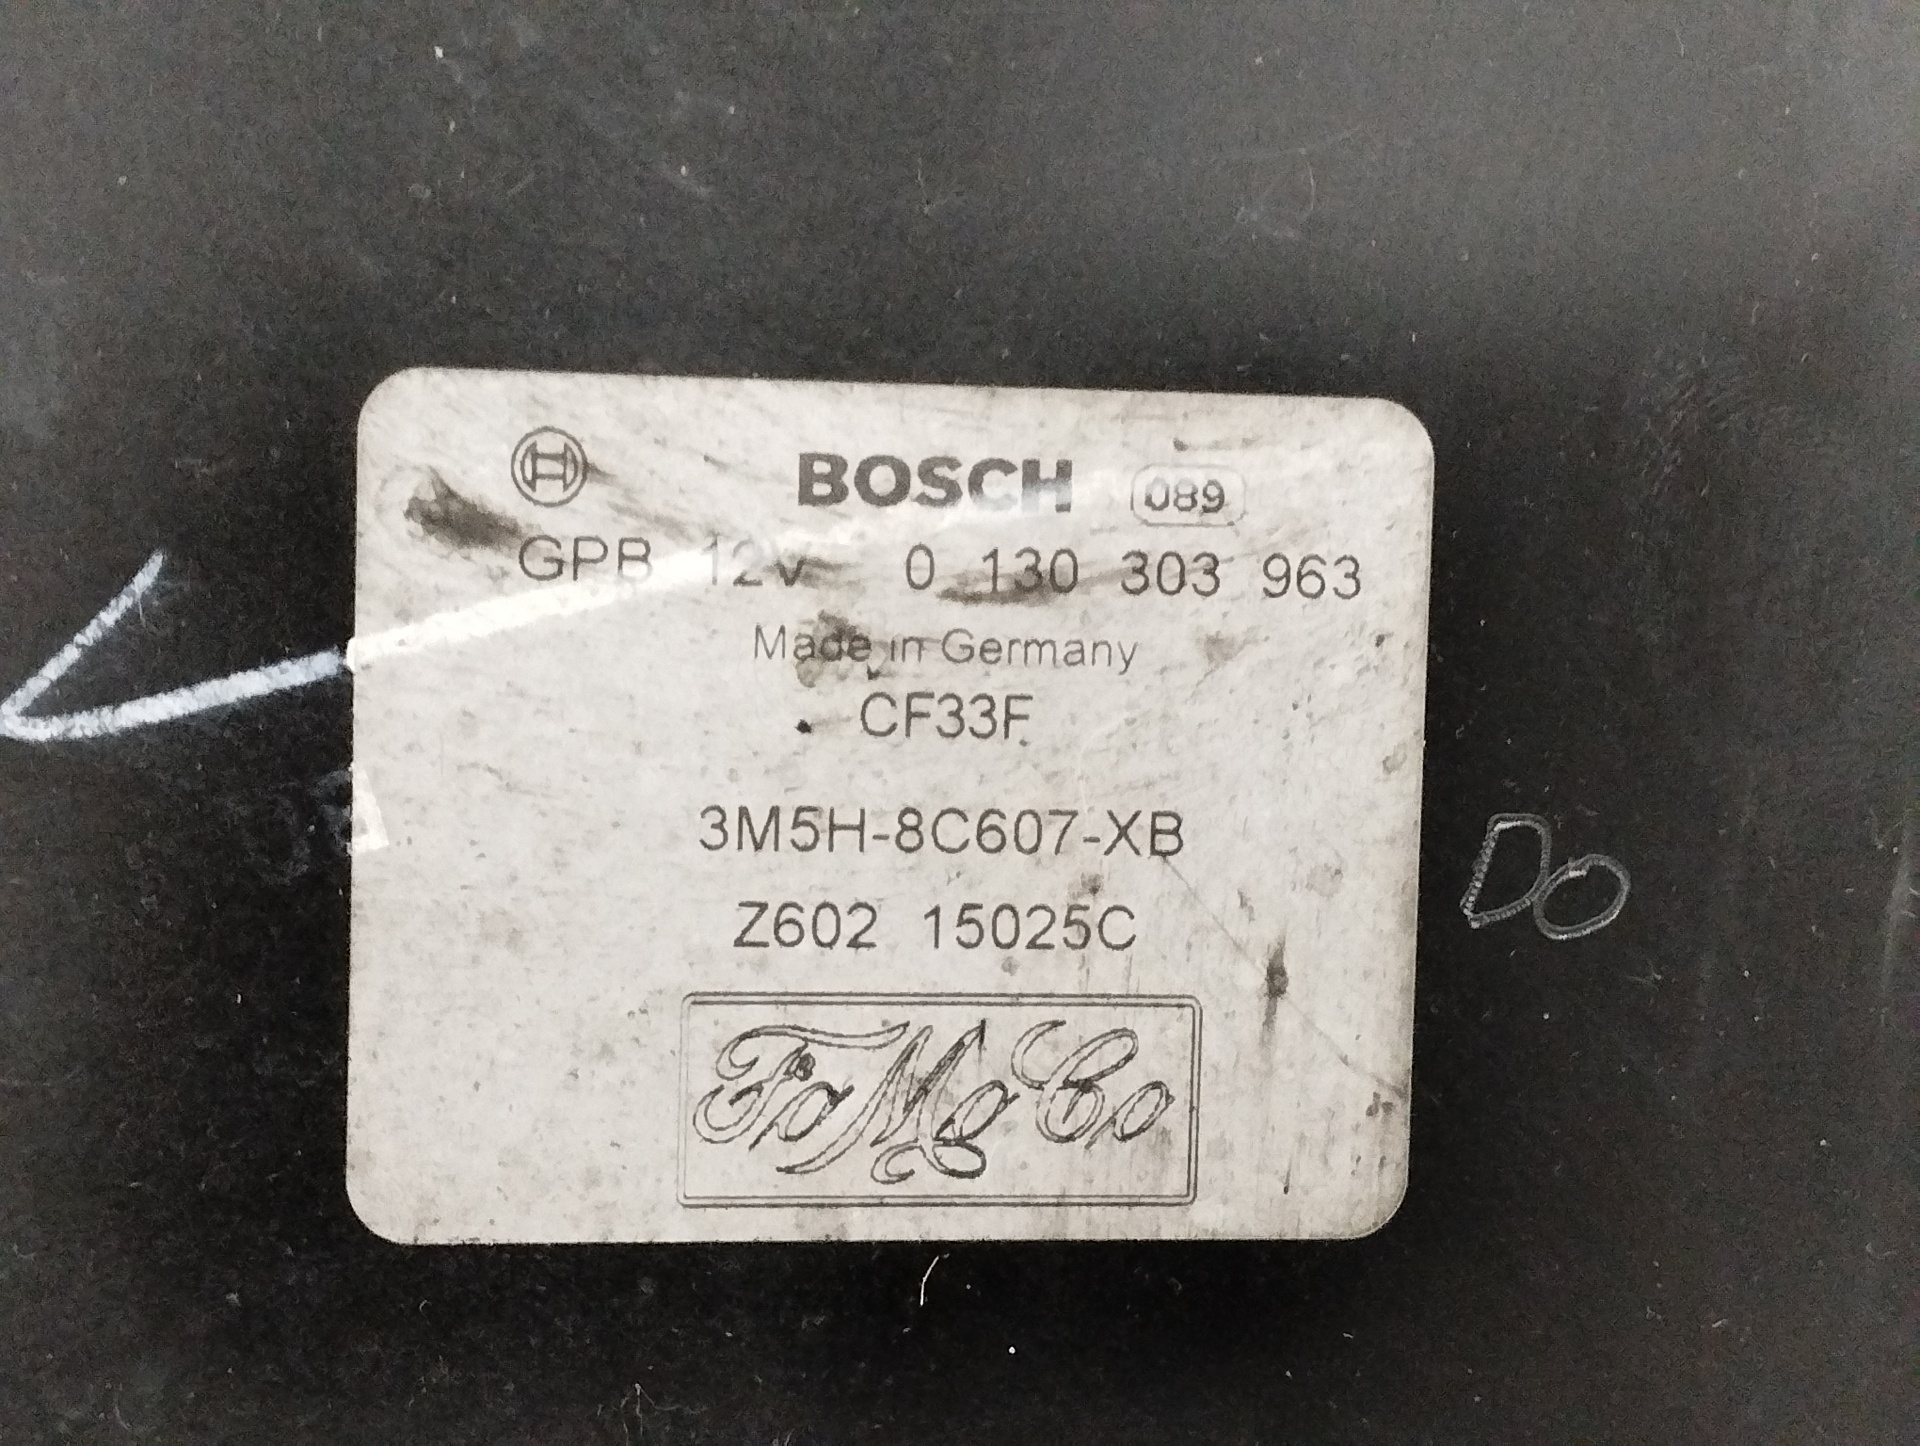 BOSCH 089
GPB 12V 0 130 303 963
Made in Germany
CF33F
3M5H-8C607-XB
DO
Z602 15025C
FoMoCo